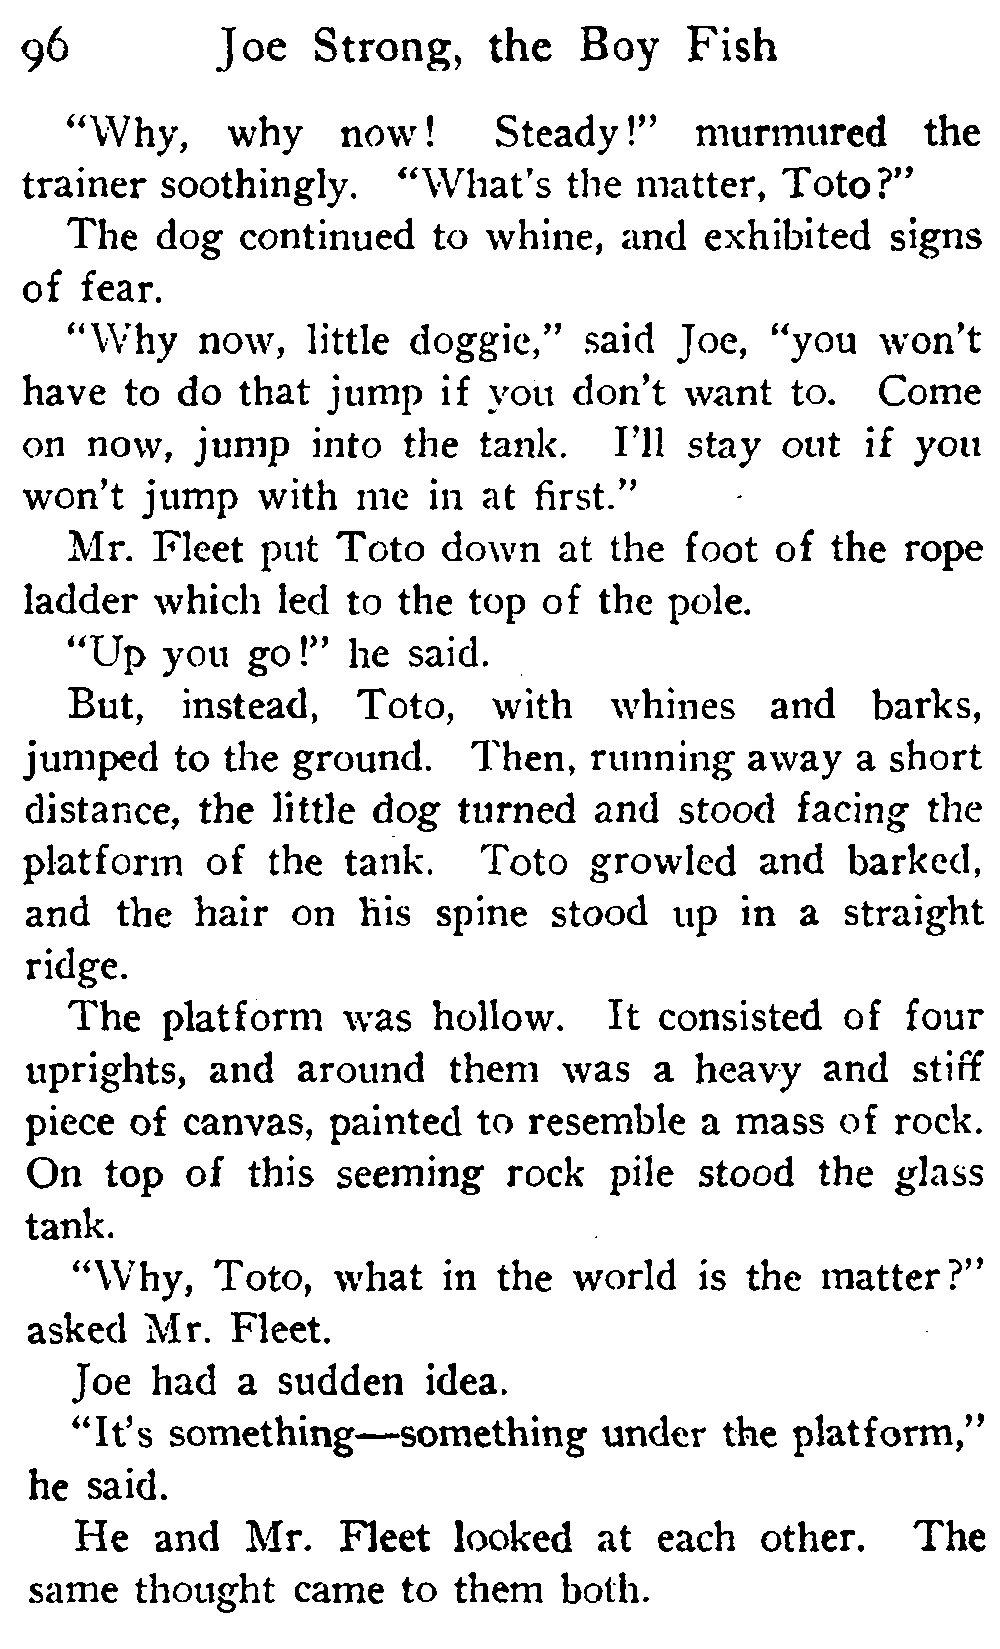 96 Joe Strong, the Boy Fish
“Why, why now! Steady!” murmured the
trainer soothingly. “What's the matter, Toto?”
The dog continued to whine, and exhibited signs
of fear.
“Why now, little doggie,” said Joe, “you won't
have to do that jump if you don't want to. Come
on now, jump into the tank. I'll stay out if you
won't jump with me in at first.”
Mr. Fleet put Toto down at the foot of the rope
ladder which led to the top of the pole.
“Up you go!” he said.
But, instead, Toto, with whines and barks,
jumped to the ground. Then, running away a short
distance, the little dog turned and stood facing the
platform of the tank. Toto growled and barked,
and the hair on his spine stood up in a straight
ridge.
The platform was hollow. It consisted of four
uprights, and around them was a heavy and stiff
piece of canvas, painted to resemble a mass of rock.
On top of this seeming rock pile stood the glass
tank.
“Why, Toto, what in the world is the matter?”
asked Mr. Fleet.
Joe had a sudden idea.
“It's something—something under the platform,”
he said.
He and Mr. Fleet looked at each other. The
same thought came to them both.